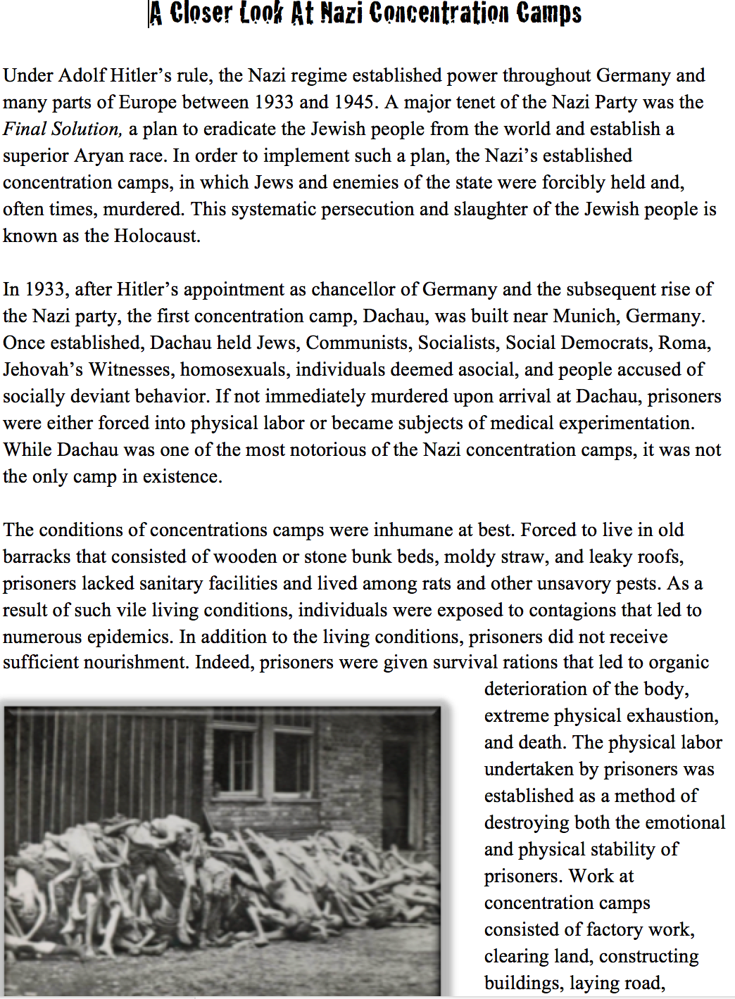 A Closer Look At Nazi Concentration Camps
Under Adolf Hitler’s rule, the Nazi regime established power throughout Germany and
many parts of Europe between 1933 and 1945. A major tenet of the Nazi Party was the
Final Solution, a plan to eradicate the Jewish people from the world and establish a
superior Aryan race. In order to implement such a plan, the Nazi’s established
concentration camps, in which Jews and enemies of the state were forcibly held and,
often times, murdered. This systematic persecution and slaughter of the Jewish people is
known as the Holocaust.
In 1933, after Hitler’s appointment as chancellor of Germany and the subsequent rise of
the Nazi party, the first concentration camp, Dachau, was built near Munich, Germany.
Once established, Dachau held Jews, Communists, Socialists, Social Democrats, Roma,
Jehovah’s Witnesses, homosexuals, individuals deemed asocial, and people accused of
socially deviant behavior. If not immediately murdered upon arrival at Dachau, prisoners
were either forced into physical labor or became subjects of medical experimentation.
While Dachau was one of the most notorious of the Nazi concentration camps, it was not
the only camp in existence.
The conditions of concentrations camps were inhumane at best. Forced to live in old
barracks that consisted of wooden or stone bunk beds, moldy straw, and leaky roofs,
prisoners lacked sanitary facilities and lived among rats and other unsavory pests. As a
result of such vile living conditions, individuals were exposed to contagions that led to
numerous epidemics. In addition to the living conditions, prisoners did not receive
sufficient nourishment. Indeed, prisoners were given survival rations that led to organic
deterioration of the body,
extreme physical exhaustion,
and death. The physical labor
undertaken by prisoners was
established as a method of
destroying both the emotional
and physical stability of
prisoners. Work at
concentration camps
consisted of factory work,
clearing land, constructing
buildings, laying road,